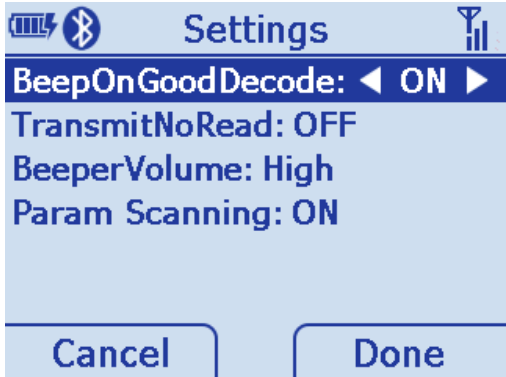 Settings
BeepOnGoodDecode: ◀ ON ▶
TransmitNoRead: OFF
BeeperVolume: High
Param Scanning: ON
Cancel
Done